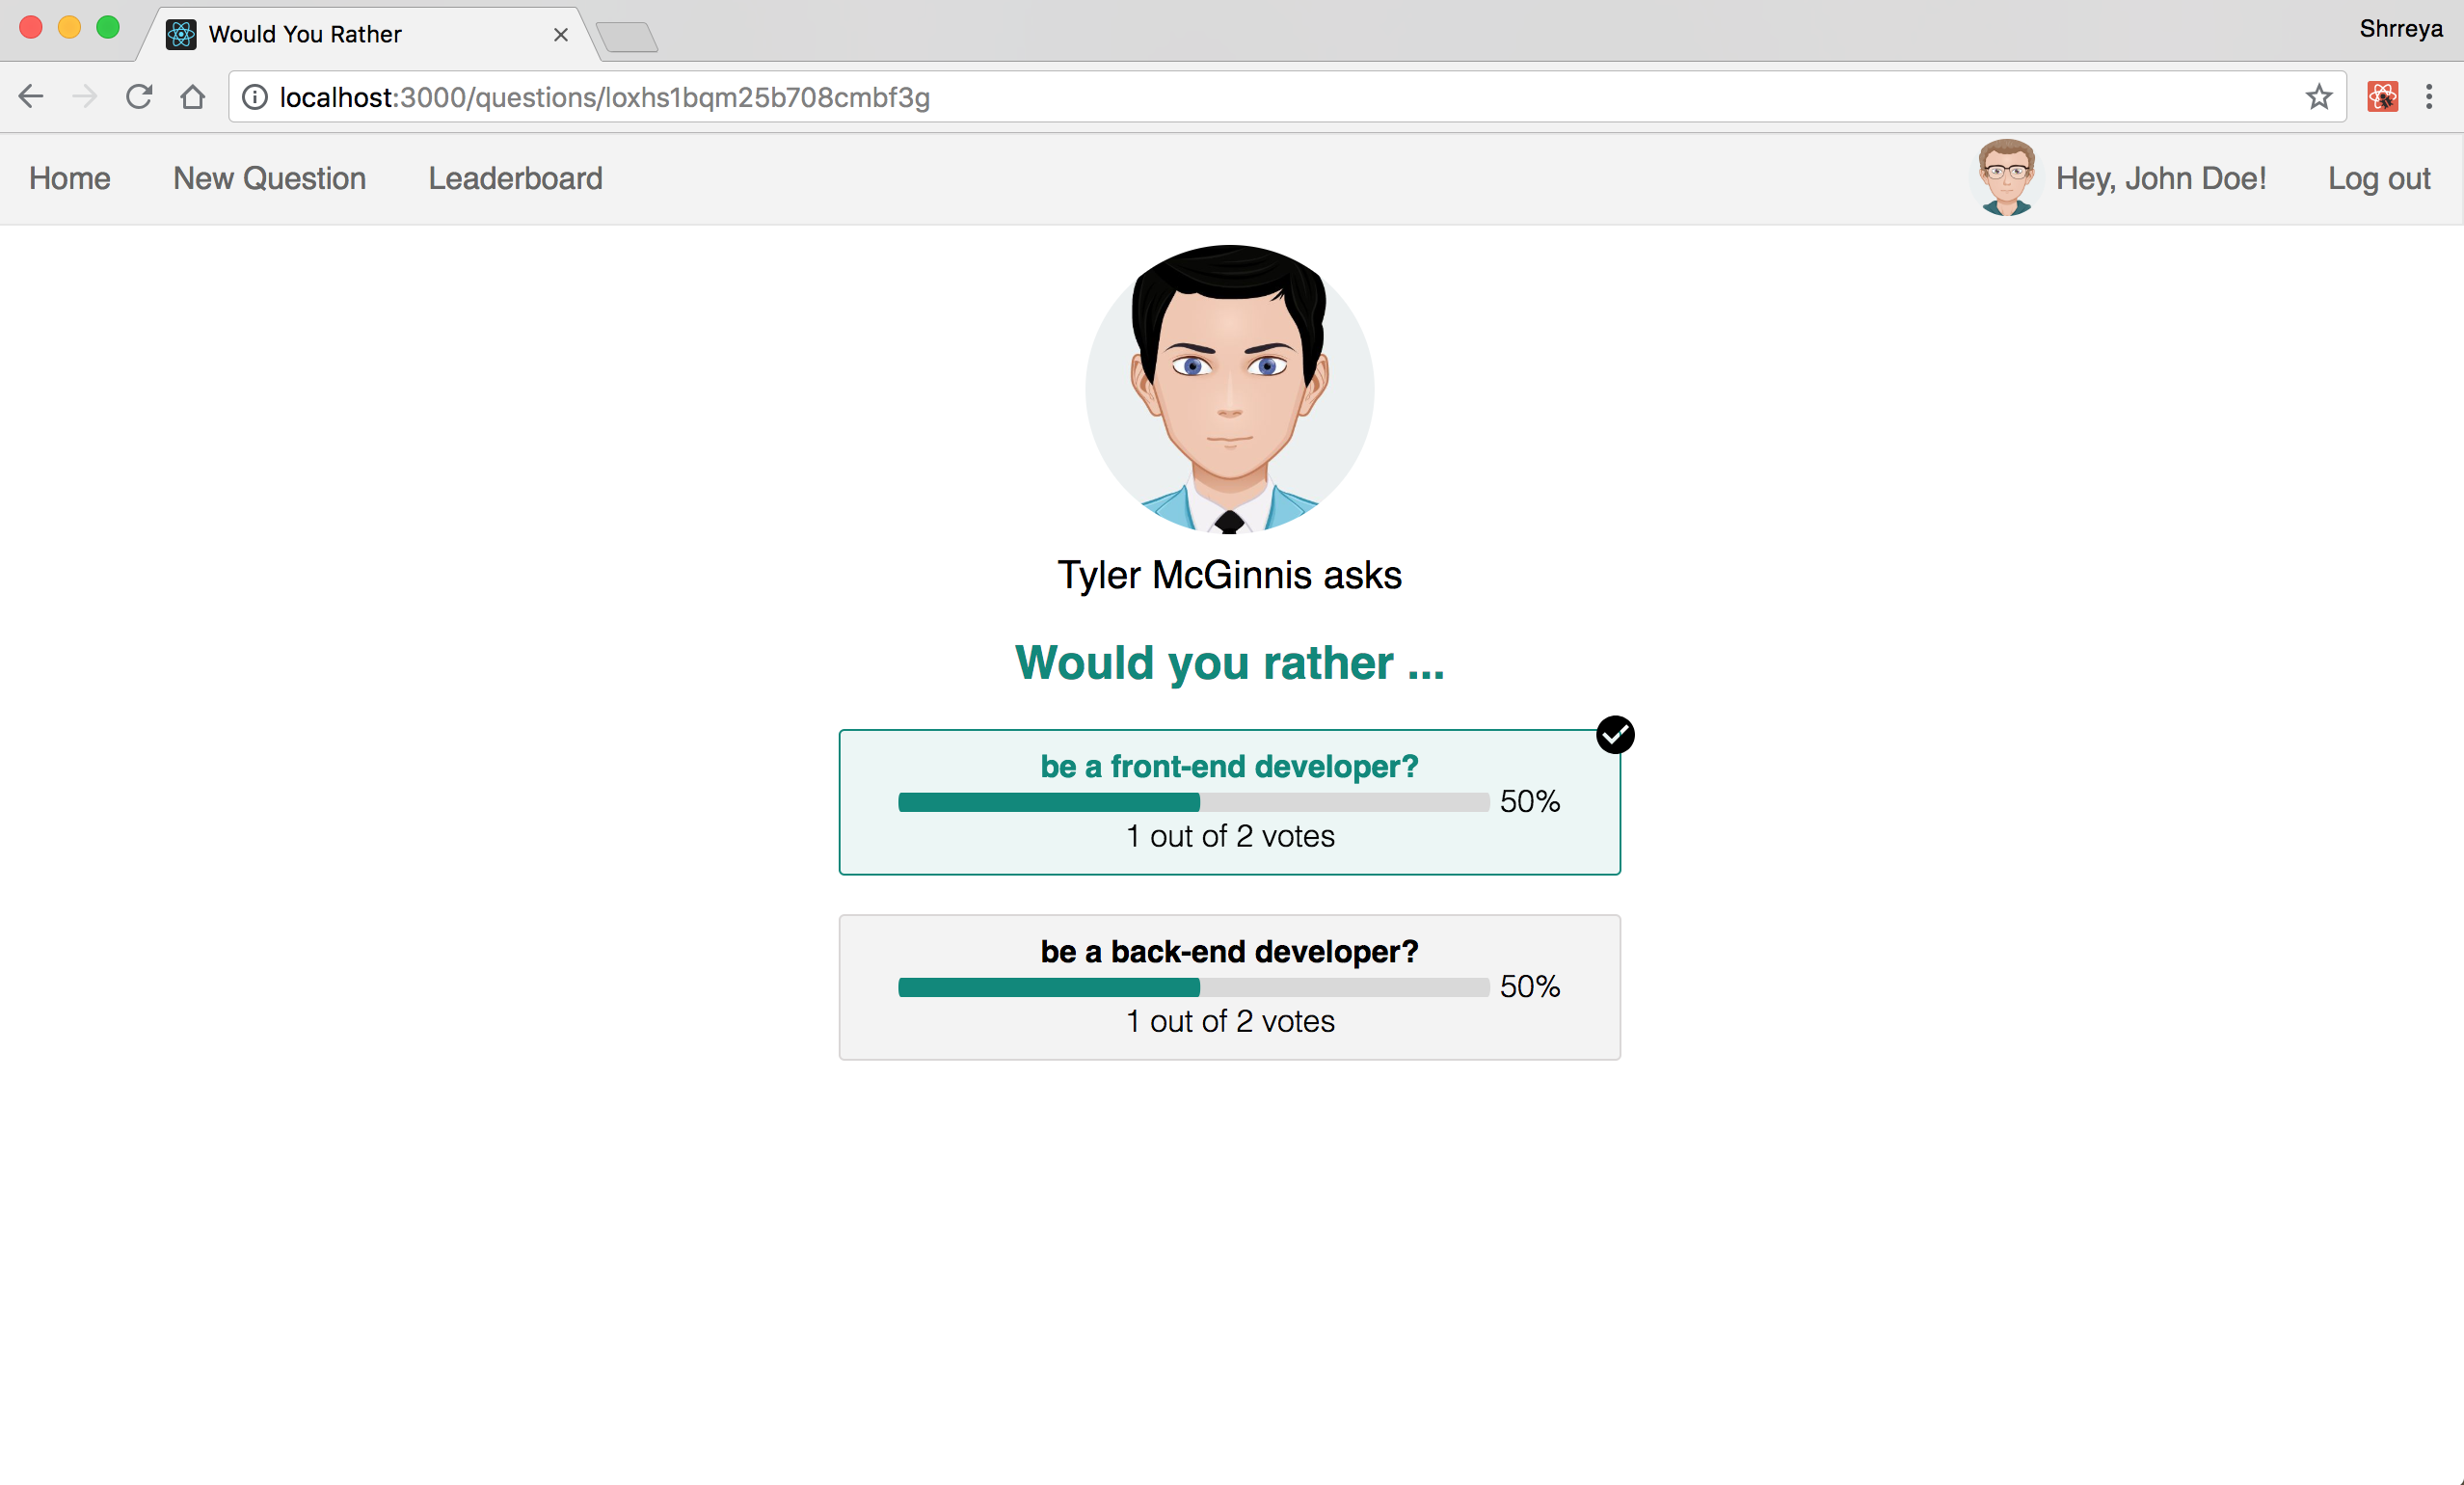 Would You Rather
Shrreya
localhost:3000/questions/loxhs1bqm25b708cmbf3g
Home New Question Leaderboard Hey, John Doe! Log out
Tyler McGinnis asks
Would you rather ...
be a front-end developer?
50%
1 out of 2 votes
be a back-end developer?
50%
1 out of 2 votes